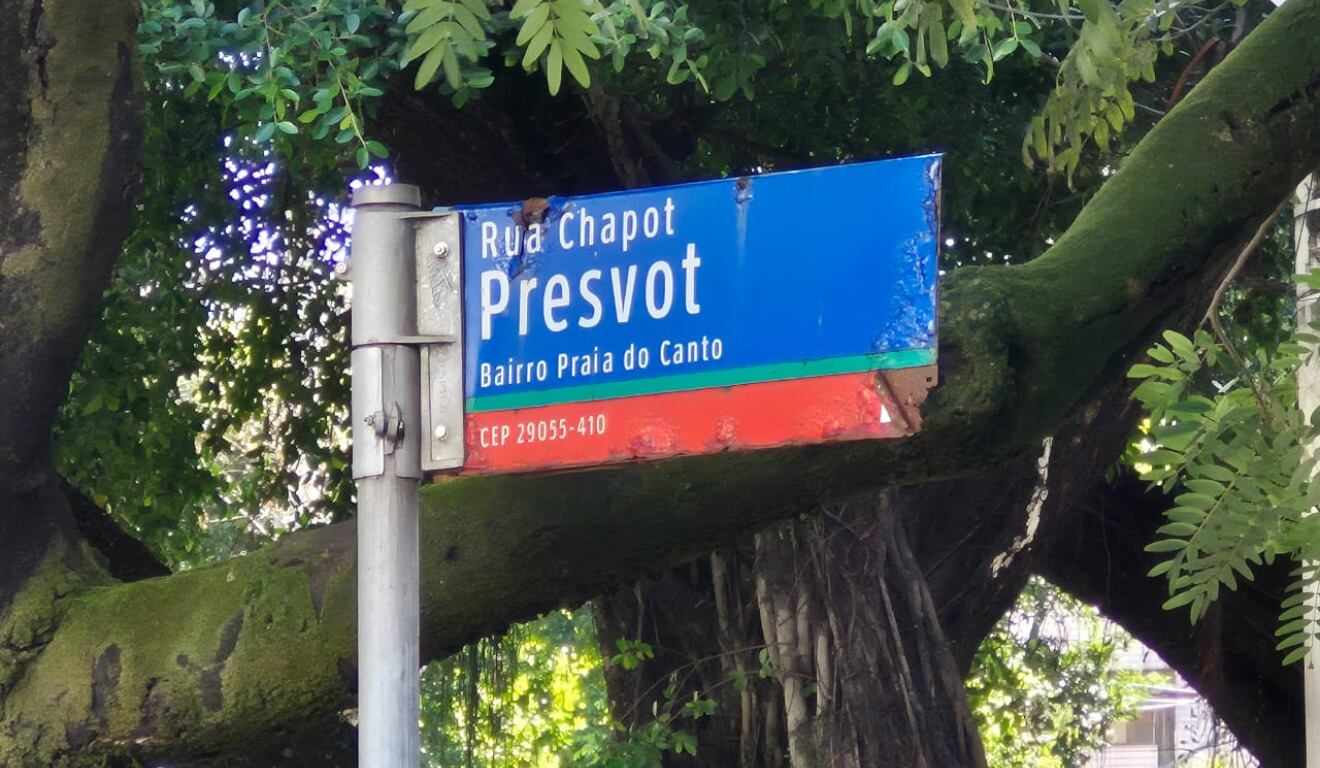 Rua Chapot
Presvot
Bairro Praia do Canto
CEP 29055-410